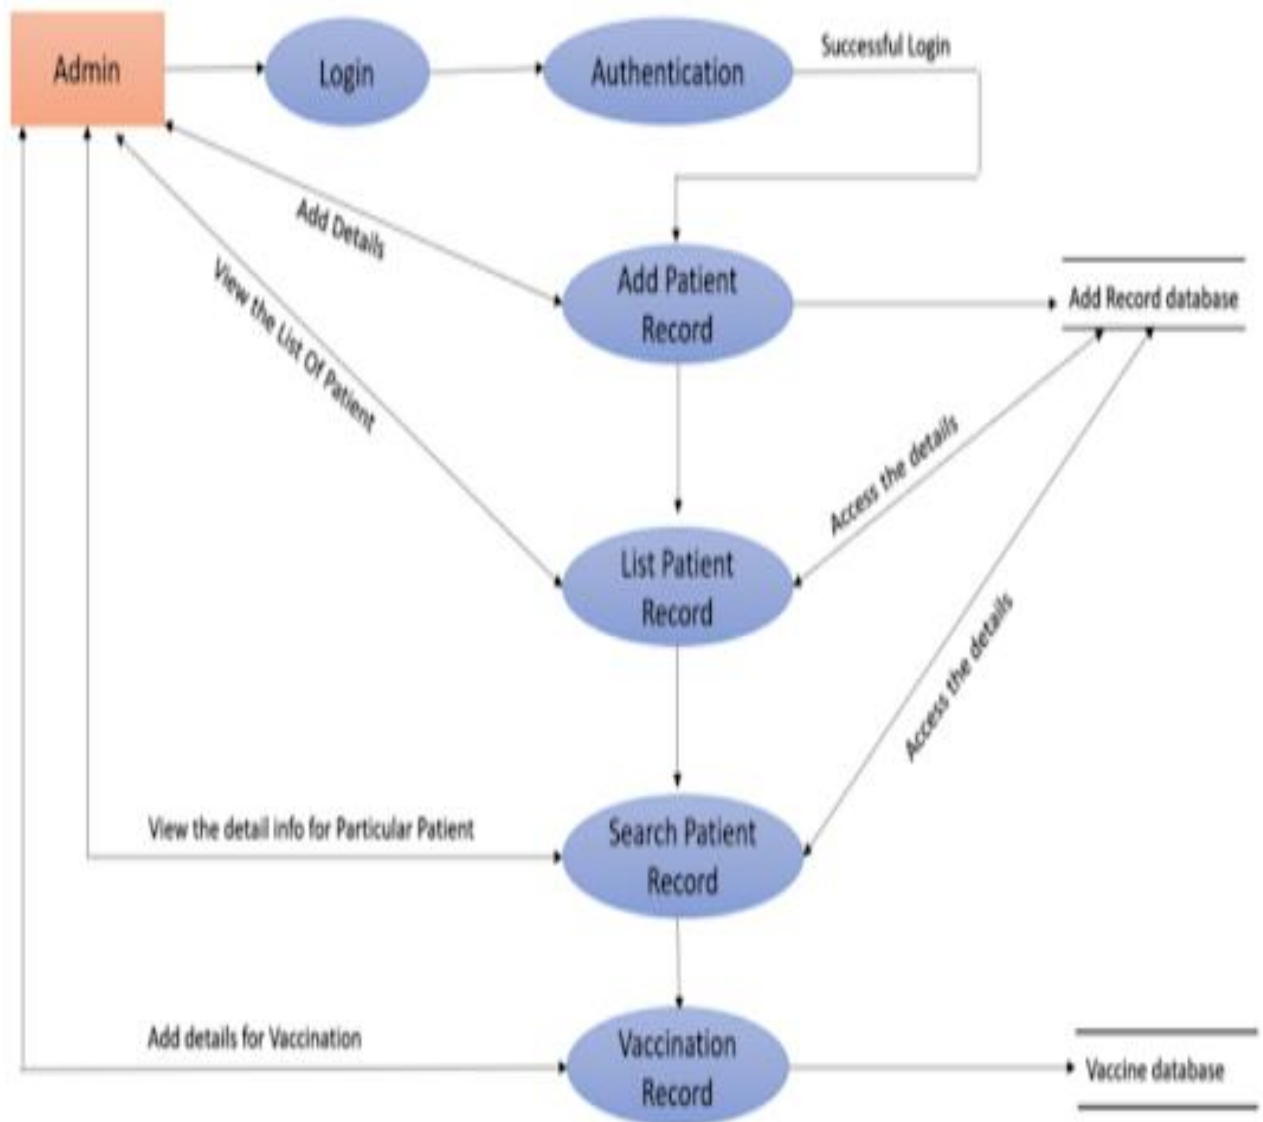 Admin
Login
Authentication
Successful Login
Add Details
View the List Of Patient
Add Patient
Record
Add Record database
Access the details
List Patient
Record
Access the details
View the detail info for Particular Patient
Search Patient
Record
Add details for Vaccination
Vaccination
Record
Vaccine database